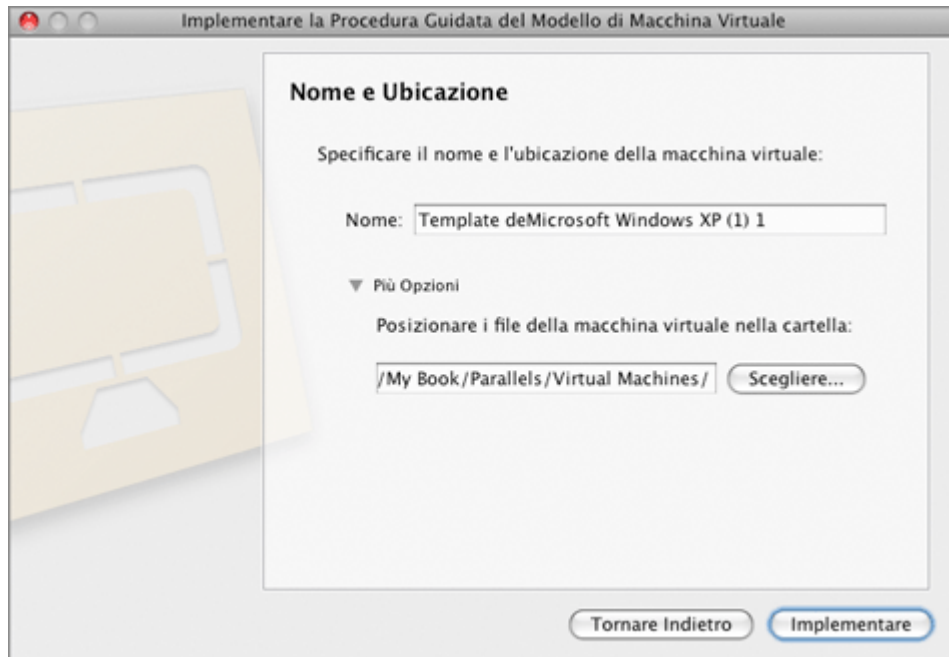 Implementare la Procedura Guidata del Modello di Macchina Virtuale
Nome e Ubicazione
Specificare il nome e l'ubicazione della macchina virtuale:
Nome: Template deMicrosoft Windows XP (1) 1
Più Opzioni
Posizionare i file della macchina virtuale nella cartella:
/My Book/Parallels/Virtual Machines/ Scegliere...
Tornare Indietro Implementare